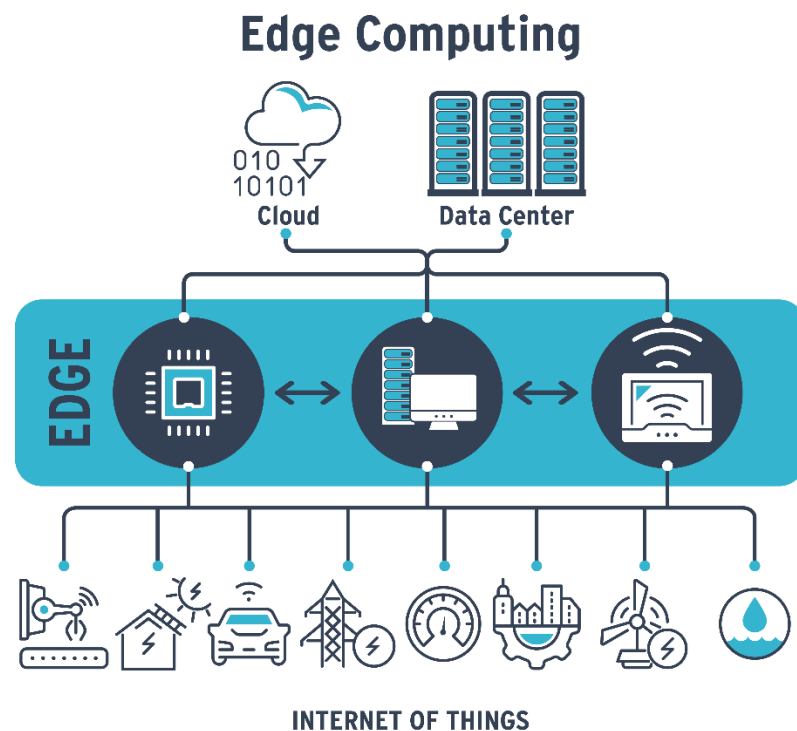 Edge Computing
010
10101
Cloud
Data Center
EDGE
INTERNET OF THINGS